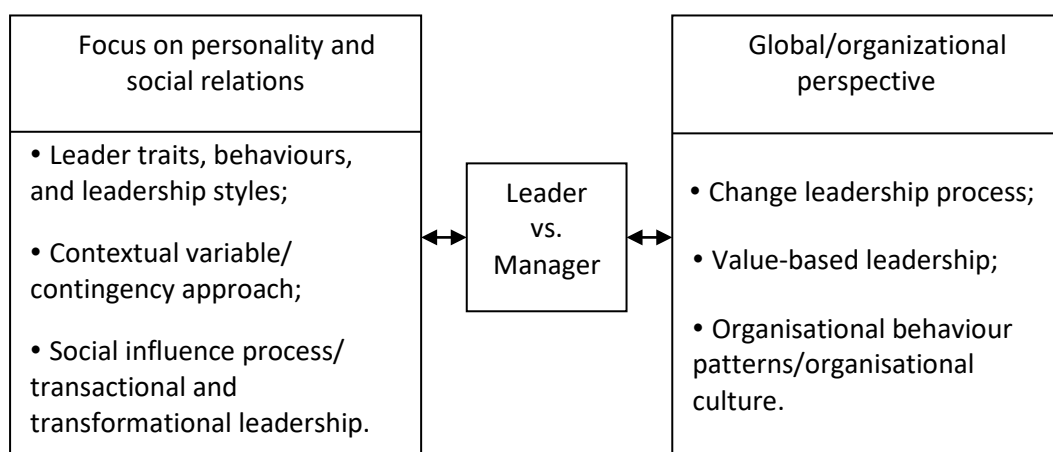 Focus on personality and
social relations
• Leader traits, behaviours,
and leadership styles;
• Contextual variable/
contingency approach;
• Social influence process/
transactional and
transformational leadership.
Leader
vs.
Manager
Global/organizational
perspective
• Change leadership process;
• Value-based leadership;
• Organisational behaviour
patterns/organisational
culture.